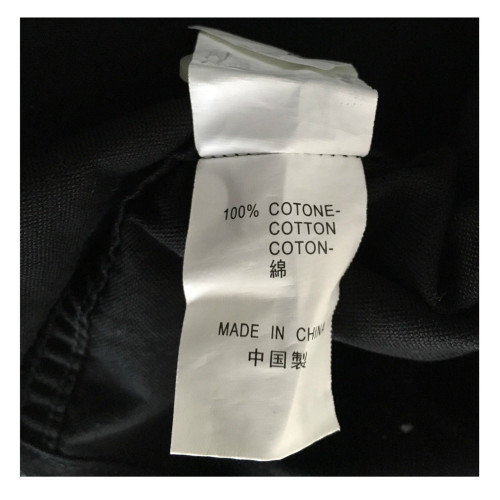 100% COTONE-
COTTON
COTON-
綿
MADE IN CHINA
中国製